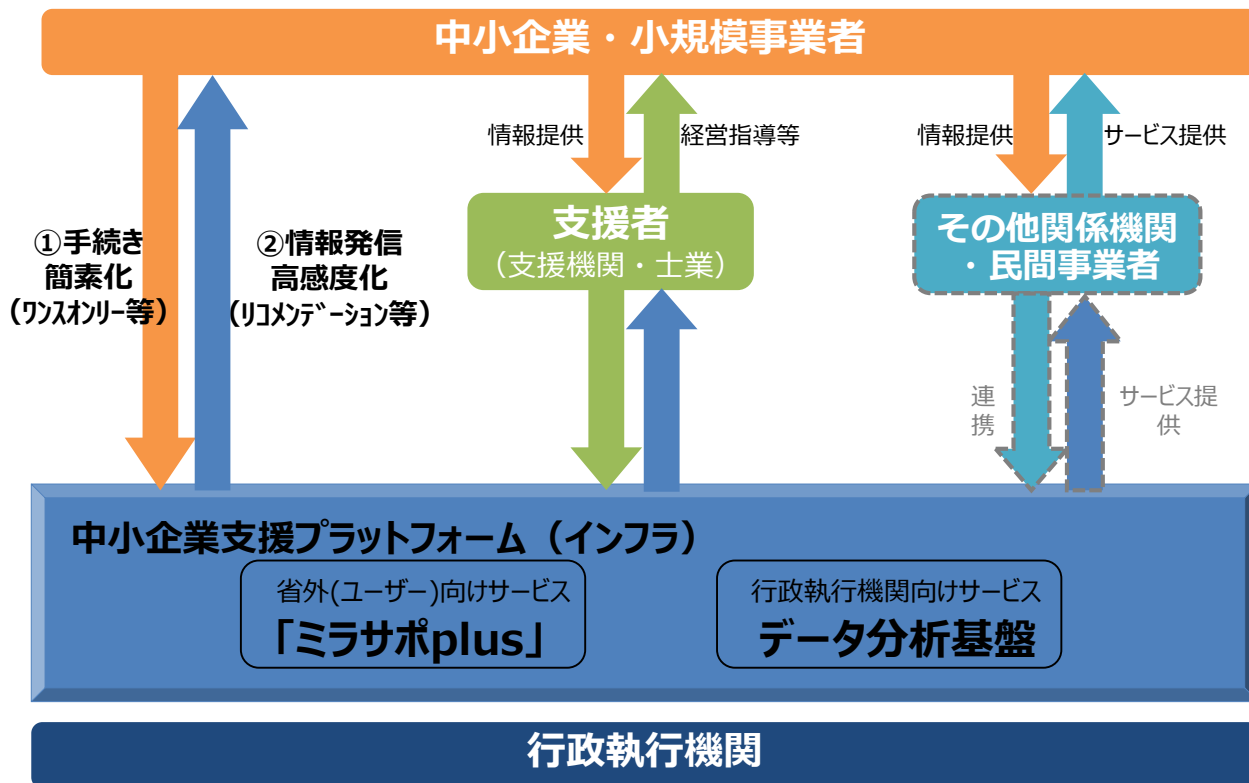 中小企業・小規模事業者
情報提供
経営指導等
情報提供
サービス提供
支援者
（支援機関・士業）
その他関係機関
・民間事業者
①手続き
簡素化
（ﾜﾝｽｵﾝﾘｰ等）
②情報発信
高感度化
（ﾘｺﾒﾝﾃﾞｰｼｮﾝ等）
連
携
サービス提
供
中小企業支援プラットフォーム（インフラ）
省外(ユーザー)向けサービス
「ミラサポplus」
行政執行機関向けサービス
データ分析基盤
行政執行機関